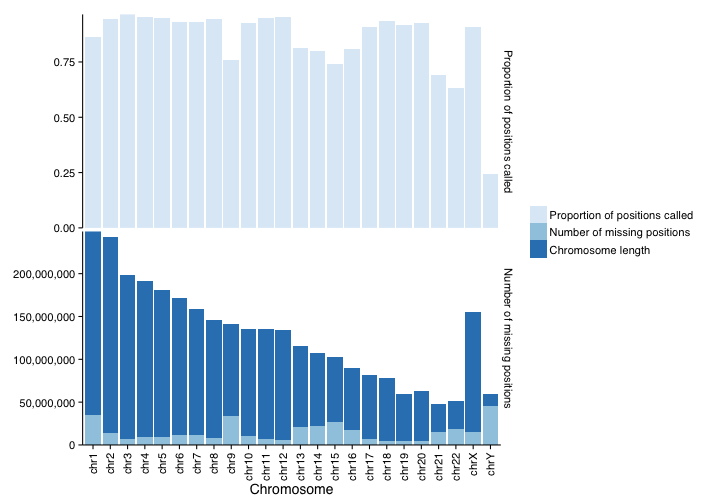 0.75
0.50
0.25
0.00
Proportion of positions called
200,000,000
150,000,000
100,000,000
50,000,000
0
Number of missing positions
chr1
chr2
chr3
chr4
chr5
chr6
chr7
chr8
chr9
chr10
chr11
chr12
chr13
chr14
chr15
chr16
chr17
chr18
chr19
chr20
chr21
chr22
chrX
chrY
Chromosome
Proportion of positions called
Number of missing positions
Chromosome length